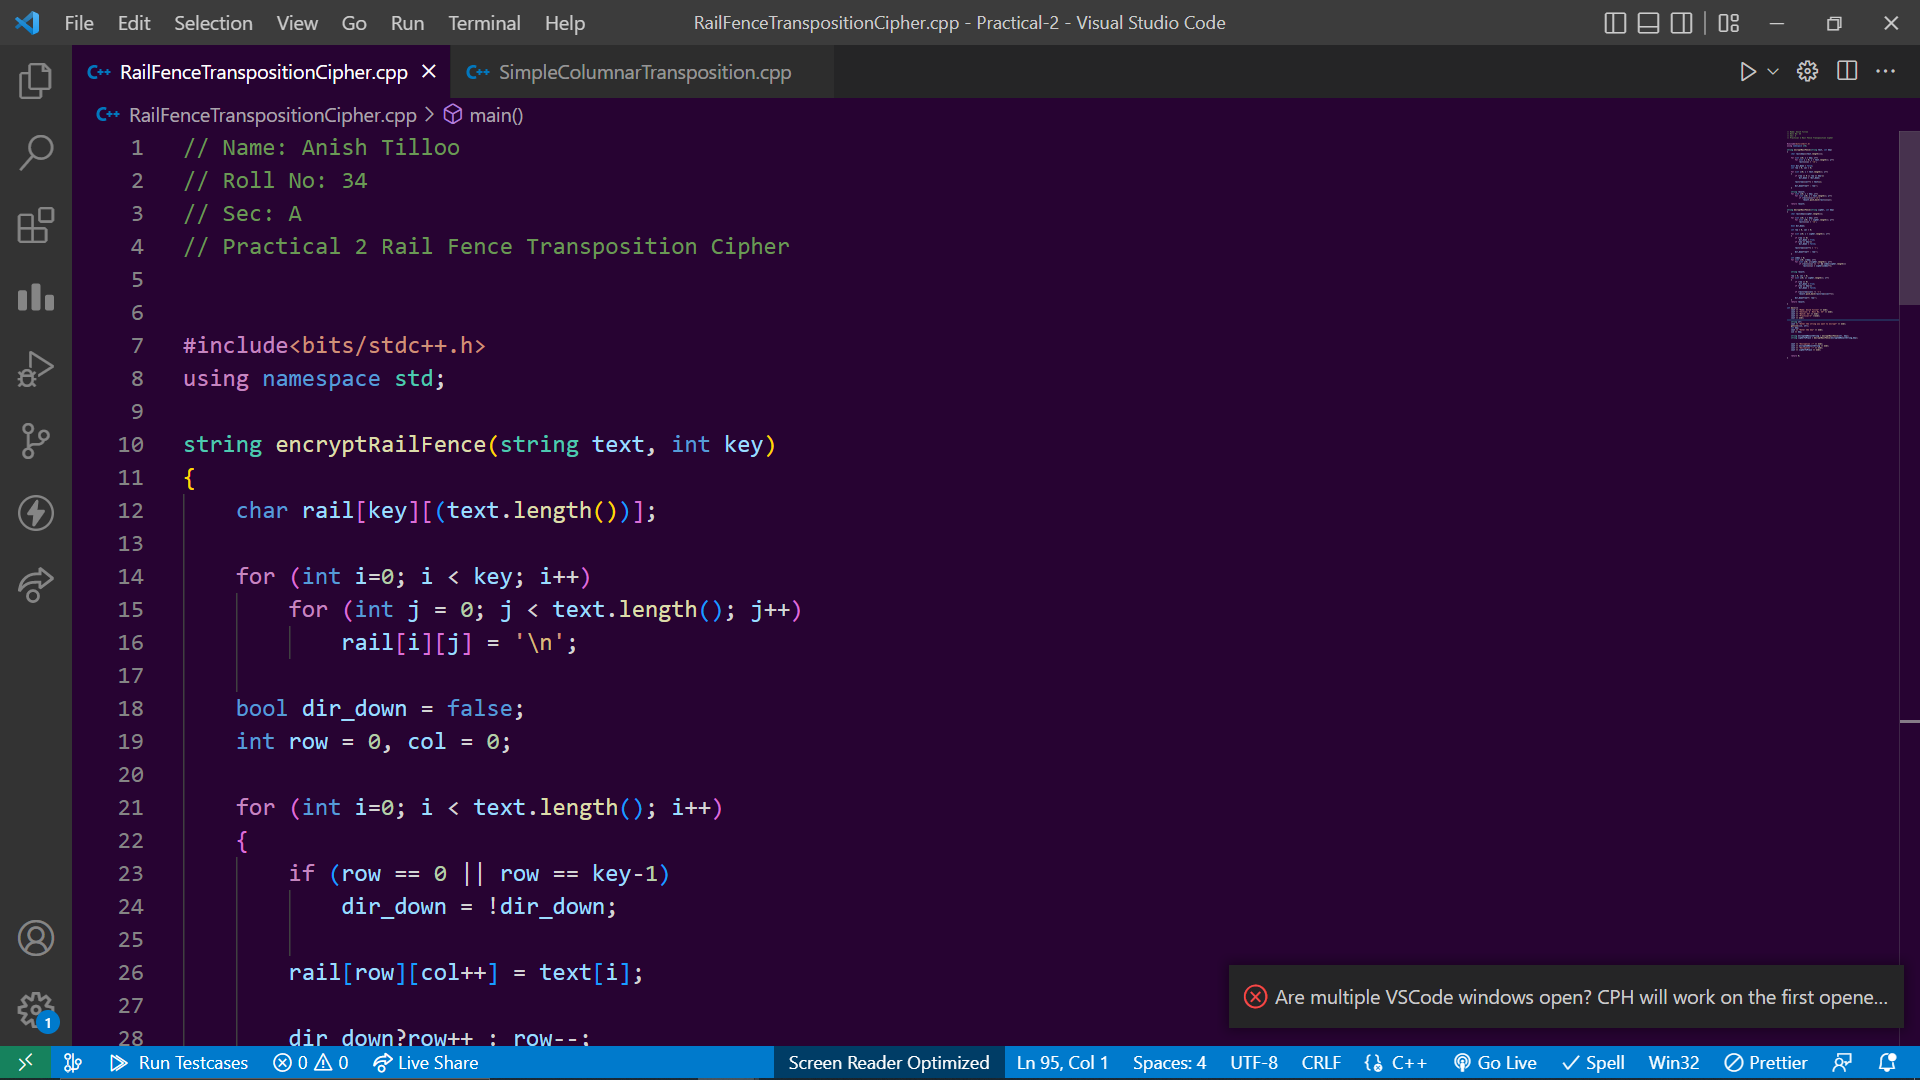 File Edit Selection View Go Run Terminal Help RailFenceTranspositionCipher.cpp - Practical-2 - Visual Studio Code
C++ RailFenceTranspositionCipher.cpp C++ SimpleColumnarTransposition.cpp
C++ RailFenceTranspositionCipher.cpp > main()
1 // Name: Anish Tilloo
2 // Roll No: 34
3 // Sec: A
4 // Practical 2 Rail Fence Transposition Cipher
5
6
7 #include<bits/stdc++.h>
8 using namespace std;
9
10 string encryptRailFence(string text, int key)
11 {
12 char rail[key][(text.length())];
13
14 for (int i=0; i < key; i++)
15 for (int j = 0; j < text.length(); j++)
16 rail[i][j] = '\n';
17
18 bool dir_down = false;
19 int row = 0, col = 0;
20
21 for (int i=0; i < text.length(); i++)
22 {
23 if (row == 0 || row == key-1)
24 dir_down = !dir_down;
25
26 rail[row][col++] = text[i];
27
28 dir_down?row++ : row--;
Are multiple VSCode windows open? CPH will work on the first opene...
1
Run Testcases 0 0 Live Share Screen Reader Optimized Ln 95, Col 1 Spaces: 4 UTF-8 CRLF C++ Go Live Spell Win32 Prettier